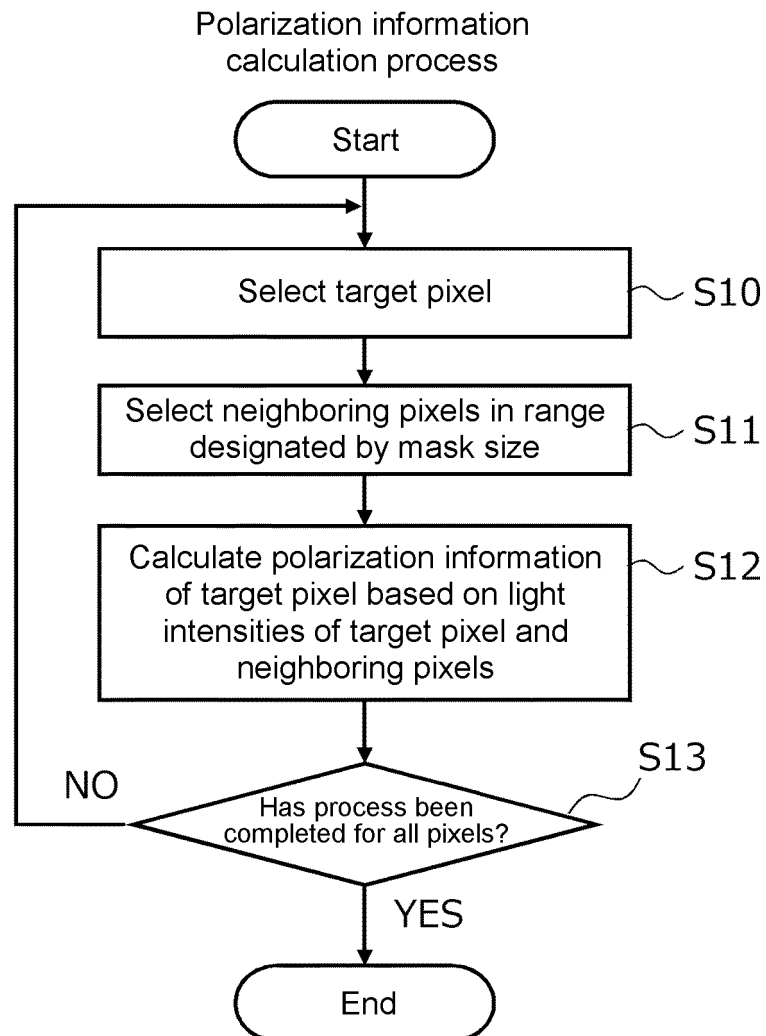 Polarization information
calculation process
Start
Select target pixel
S10
Select neighboring pixels in range
designated by mask size
S11
Calculate polarization information
of target pixel based on light
intensities of target pixel and
neighboring pixels
S12
S13
NO
Has process been
completed for all pixels?
YES
End